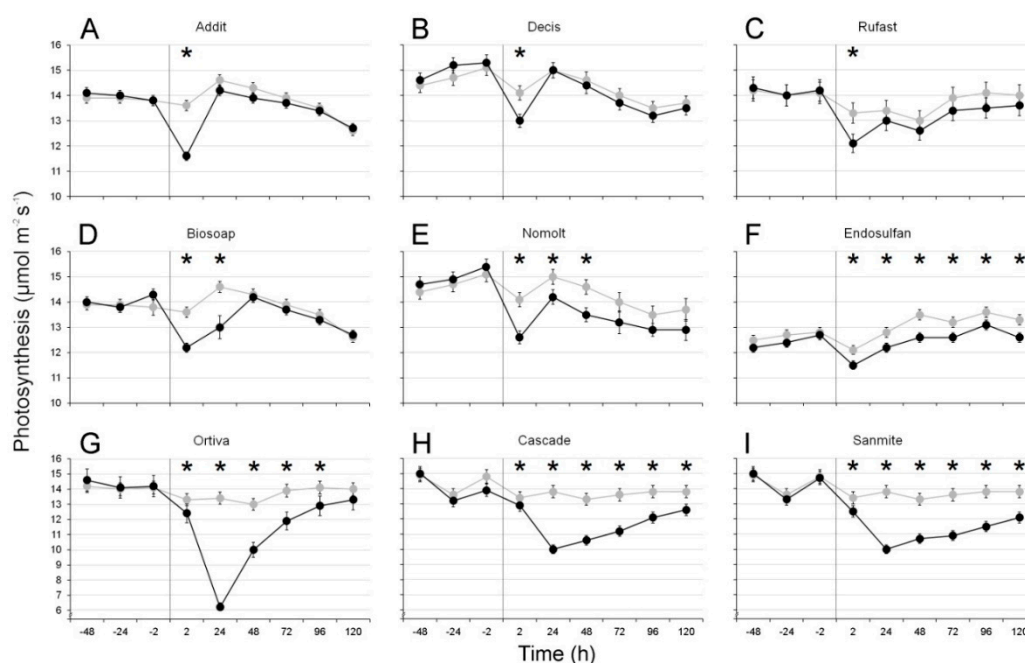 A Addit
B Decis
C Rufast
16
15
14
13
12
11
10
*
*
*
D Biosoap
E Nomolt
F Endosulfan
16
15
14
13
12
11
10
* *
* * *
* * * * * *
G Ortiva
H Cascade
I Sanmite
16
15
14
13
12
11
10
9
8
7
6
* * * * *
* * * * * *
* * * * * *
-48 -24 -2 2 24 48 72 96 120
-48 -24 -2 2 24 48 72 96 120
-48 -24 -2 2 24 48 72 96 120
Photosynthesis (µmol m⁻² s⁻¹)
Time (h)